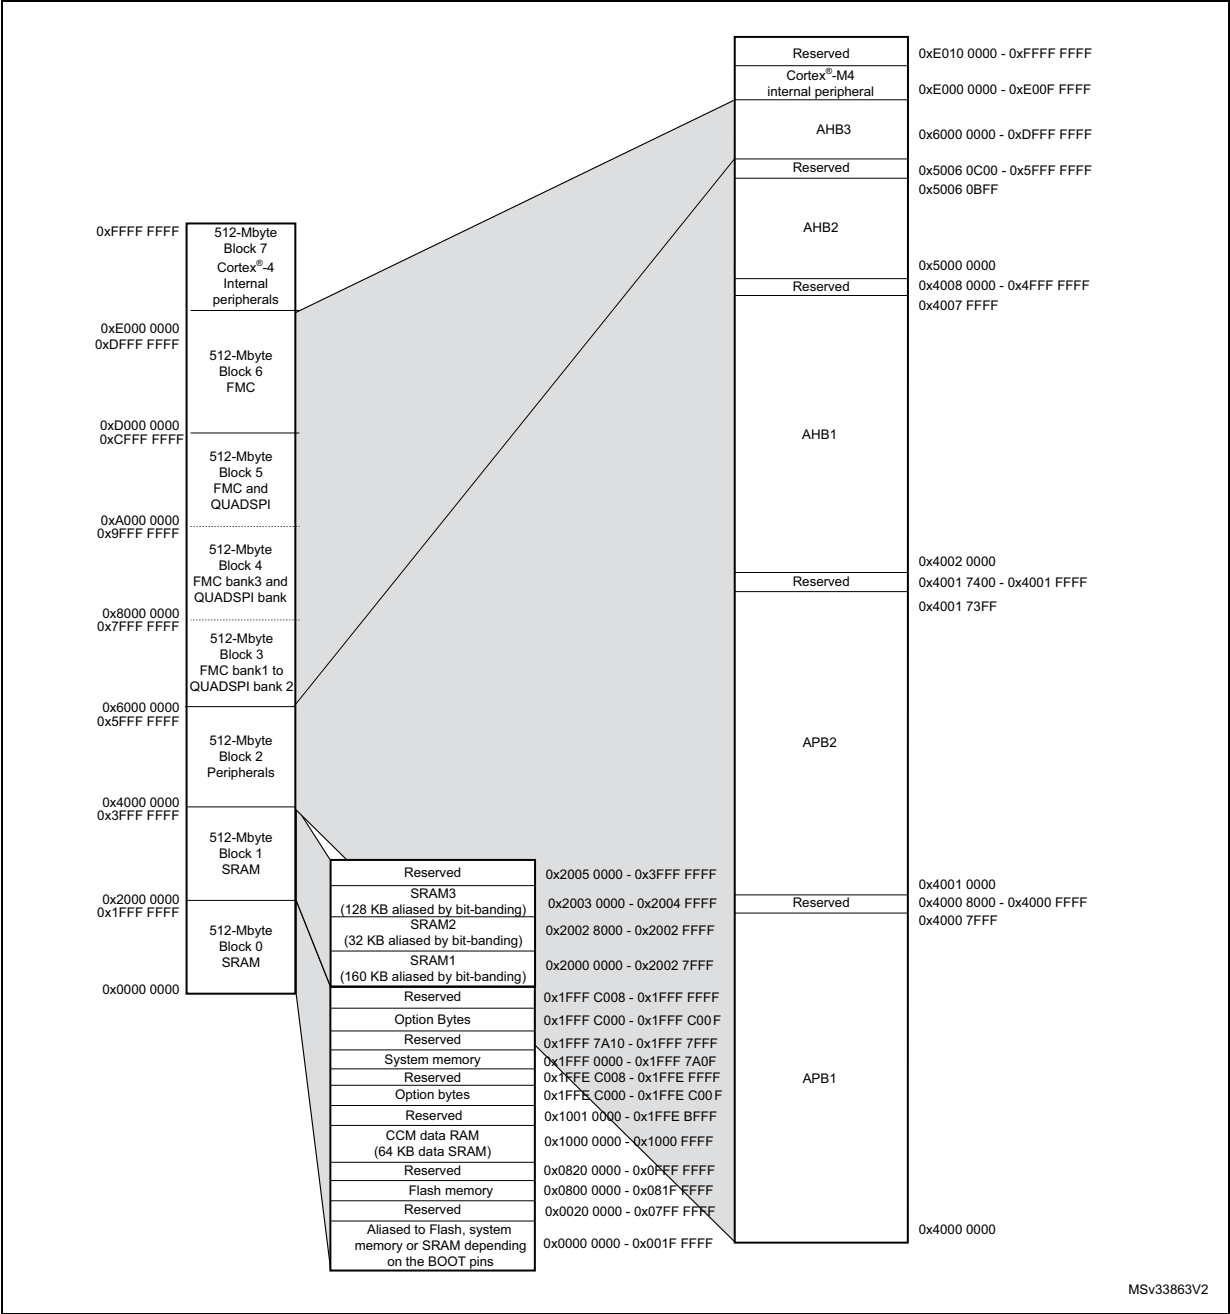 0xFFFF FFFF
512-Mbyte
Block 7
Cortex®-4
Internal
peripherals
0xE000 0000
0xDFFF FFFF
512-Mbyte
Block 6
FMC
0xD000 0000
0xCFFF FFFF
512-Mbyte
Block 5
FMC and
QUADSPI
0xA000 0000
0x9FFF FFFF
512-Mbyte
Block 4
FMC bank3 and
QUADSPI bank
0x8000 0000
0x7FFF FFFF
512-Mbyte
Block 3
FMC bank1 to
QUADSPI bank 2
0x6000 0000
0x5FFF FFFF
512-Mbyte
Block 2
Peripherals
0x4000 0000
0x3FFF FFFF
512-Mbyte
Block 1
SRAM
0x2000 0000
0x1FFF FFFF
512-Mbyte
Block 0
SRAM
0x0000 0000
Reserved 0x2005 0000 - 0x3FFF FFFF
SRAM3
(128 KB aliased by bit-banding) 0x2003 0000 - 0x2004 FFFF
SRAM2
(32 KB aliased by bit-banding) 0x2002 8000 - 0x2002 FFFF
SRAM1
(160 KB aliased by bit-banding) 0x2000 0000 - 0x2002 7FFF
Reserved 0x1FFF C008 - 0x1FFF FFFF
Option Bytes 0x1FFF C000 - 0x1FFF C00F
Reserved 0x1FFF 7A10 - 0x1FFF 7FFF
System memory 0x1FFF 0000 - 0x1FFF 7A0F
Reserved 0x1FFE C008 - 0x1FFE FFFF
Option bytes 0x1FFE C000 - 0x1FFE C00F
Reserved 0x1001 0000 - 0x1FFE BFFF
CCM data RAM
(64 KB data SRAM) 0x1000 0000 - 0x1000 FFFF
Reserved 0x0820 0000 - 0x0FFF FFFF
Flash memory 0x0800 0000 - 0x081F FFFF
Reserved 0x0020 0000 - 0x07FF FFFF
Aliased to Flash, system
memory or SRAM depending
on the BOOT pins 0x0000 0000 - 0x001F FFFF
Reserved 0xE010 0000 - 0xFFFF FFFF
Cortex®-M4
internal peripheral 0xE000 0000 - 0xE00F FFFF
AHB3 0x6000 0000 - 0xDFFF FFFF
Reserved 0x5006 0C00 - 0x5FFF FFFF
0x5006 0BFF
AHB2
0x5000 0000
Reserved 0x4008 0000 - 0x4FFF FFFF
0x4007 FFFF
AHB1
0x4002 0000
Reserved 0x4001 7400 - 0x4001 FFFF
0x4001 73FF
APB2
0x4001 0000
Reserved 0x4000 8000 - 0x4000 FFFF
0x4000 7FFF
APB1
0x4000 0000
MSv33863V2